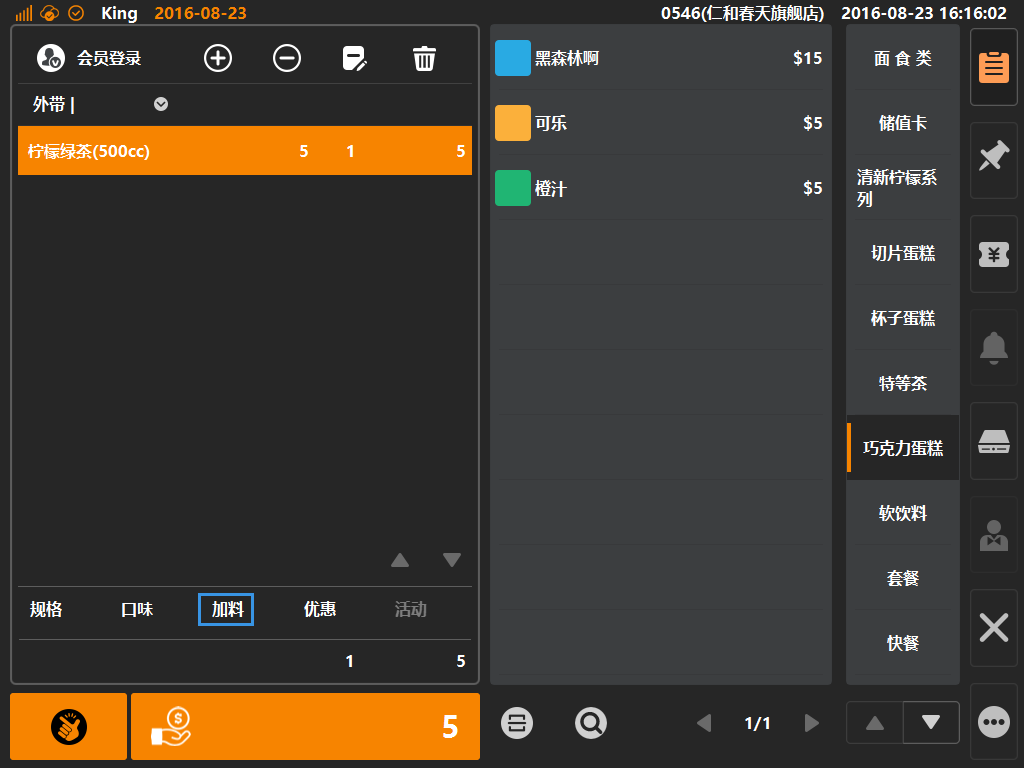 King 2016-08-23 0546(仁和春天旗舰店) 2016-08-23 16:16:02
会员登录
外带 |
柠檬绿茶(500cc) 5 1 5
规格 口味 加料 优惠 活动
1 5
5
黑森林啊 $15
可乐 $5
橙汁 $5
1/1
面 食 类
储值卡
清新柠檬系
列
切片蛋糕
杯子蛋糕
特等茶
巧克力蛋糕
软饮料
套餐
快餐